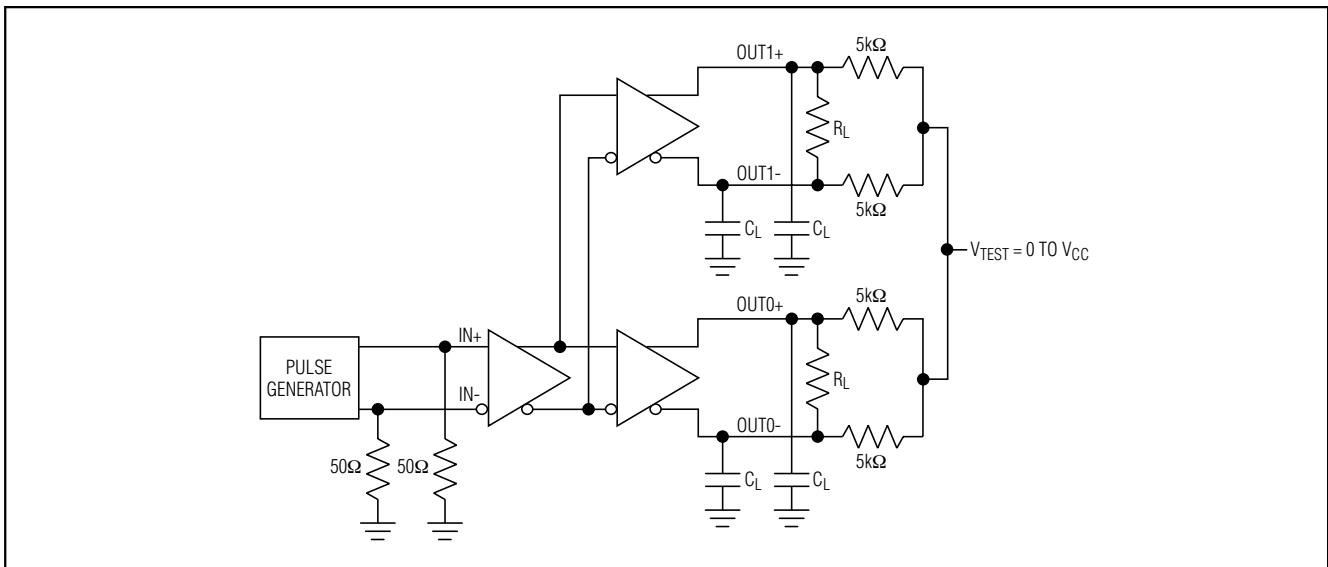 OUT1+
5kΩ
RL
OUT1-
5kΩ
CL
CL
VTEST = 0 TO VCC
OUT0+
5kΩ
PULSE
GENERATOR
IN+
IN-
RL
OUT0-
5kΩ
50Ω
50Ω
CL
CL